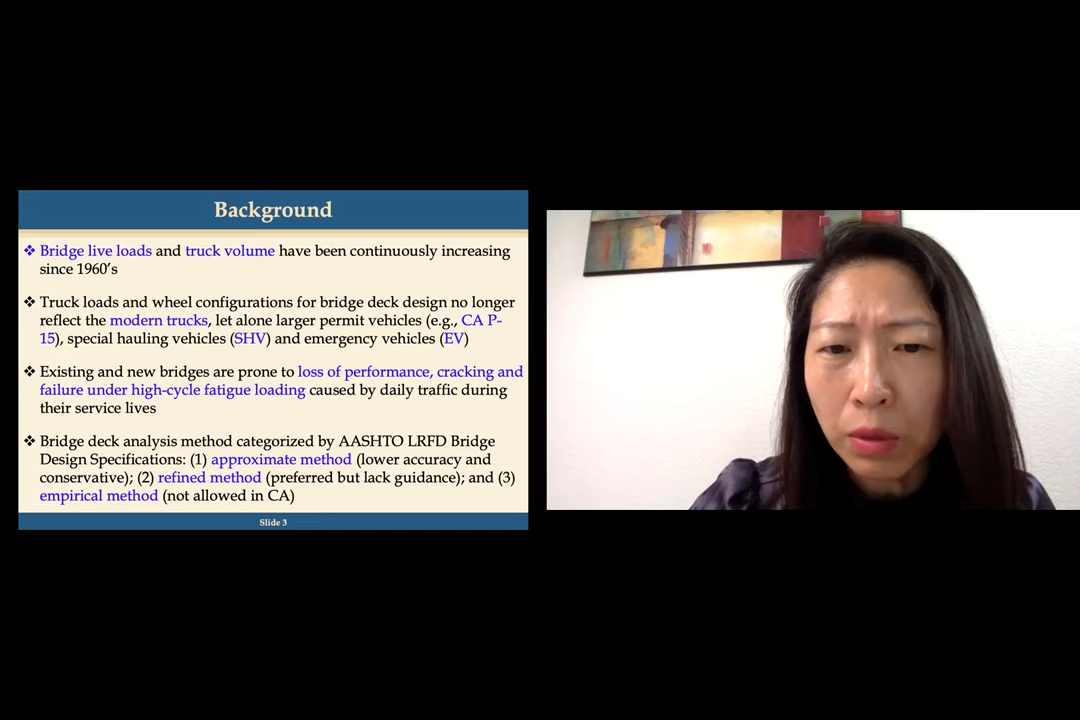 Background
❖ Bridge live loads and truck volume have been continuously increasing
since 1960's
❖ Truck loads and wheel configurations for bridge deck design no longer
reflect the modern trucks, let alone larger permit vehicles (e.g., CA P-
15), special hauling vehicles (SHV) and emergency vehicles (EV)
❖ Existing and new bridges are prone to loss of performance, cracking and
failure under high-cycle fatigue loading caused by daily traffic during
their service lives
❖ Bridge deck analysis method categorized by AASHTO LRFD Bridge
Design Specifications: (1) approximate method (lower accuracy and
conservative); (2) refined method (preferred but lack guidance); and (3)
empirical method (not allowed in CA)
Slide 3